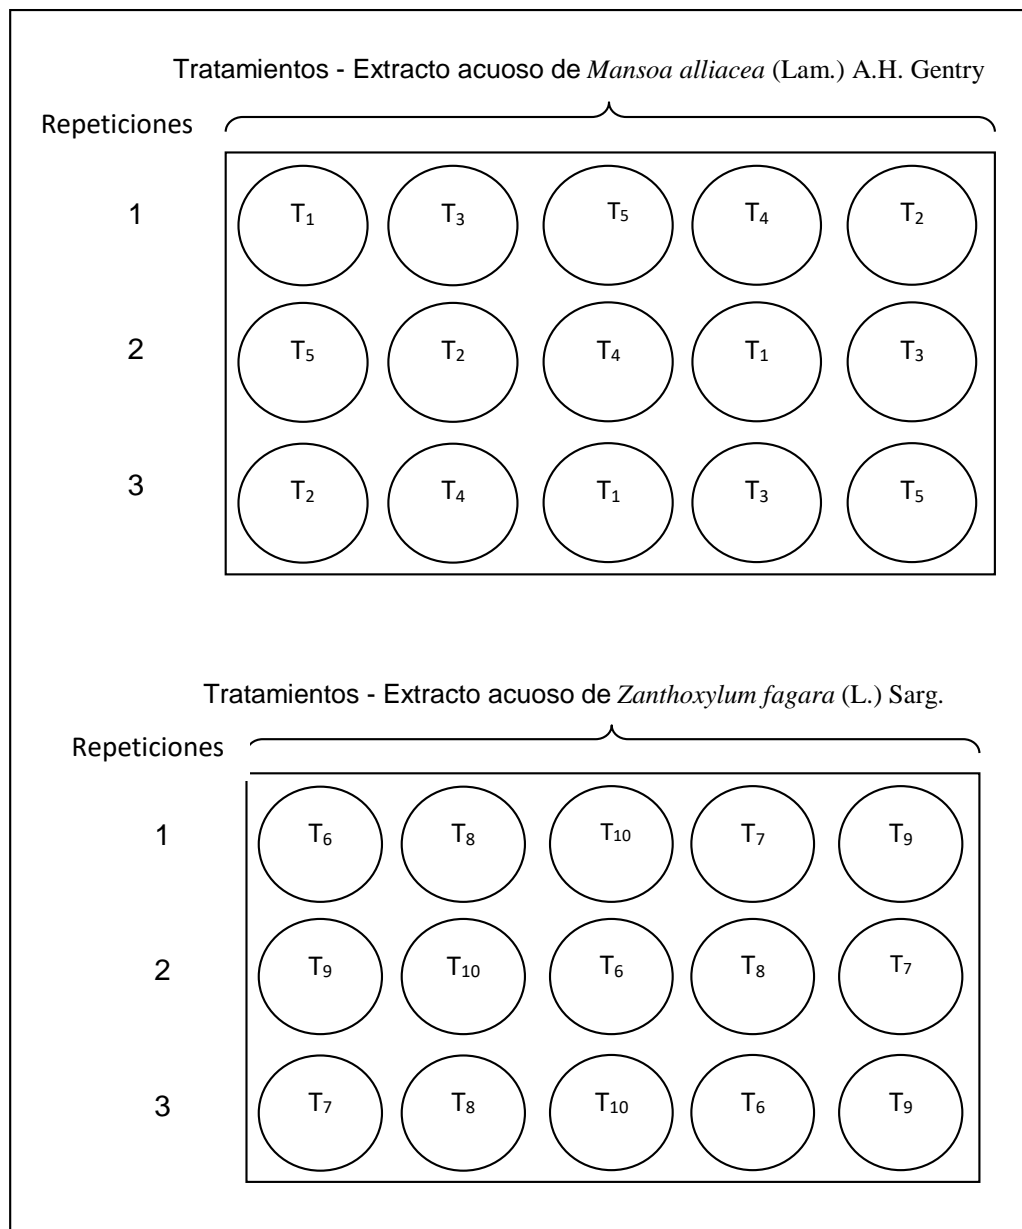 Tratamientos - Extracto acuoso de Mansoa alliacea (Lam.) A.H. Gentry
Repeticiones
1 T1 T3 T5 T4 T2
2 T5 T2 T4 T1 T3
3 T2 T4 T1 T3 T5
Tratamientos - Extracto acuoso de Zanthoxylum fagara (L.) Sarg.
Repeticiones
1 T6 T8 T10 T7 T9
2 T9 T10 T6 T8 T7
3 T7 T8 T10 T6 T9